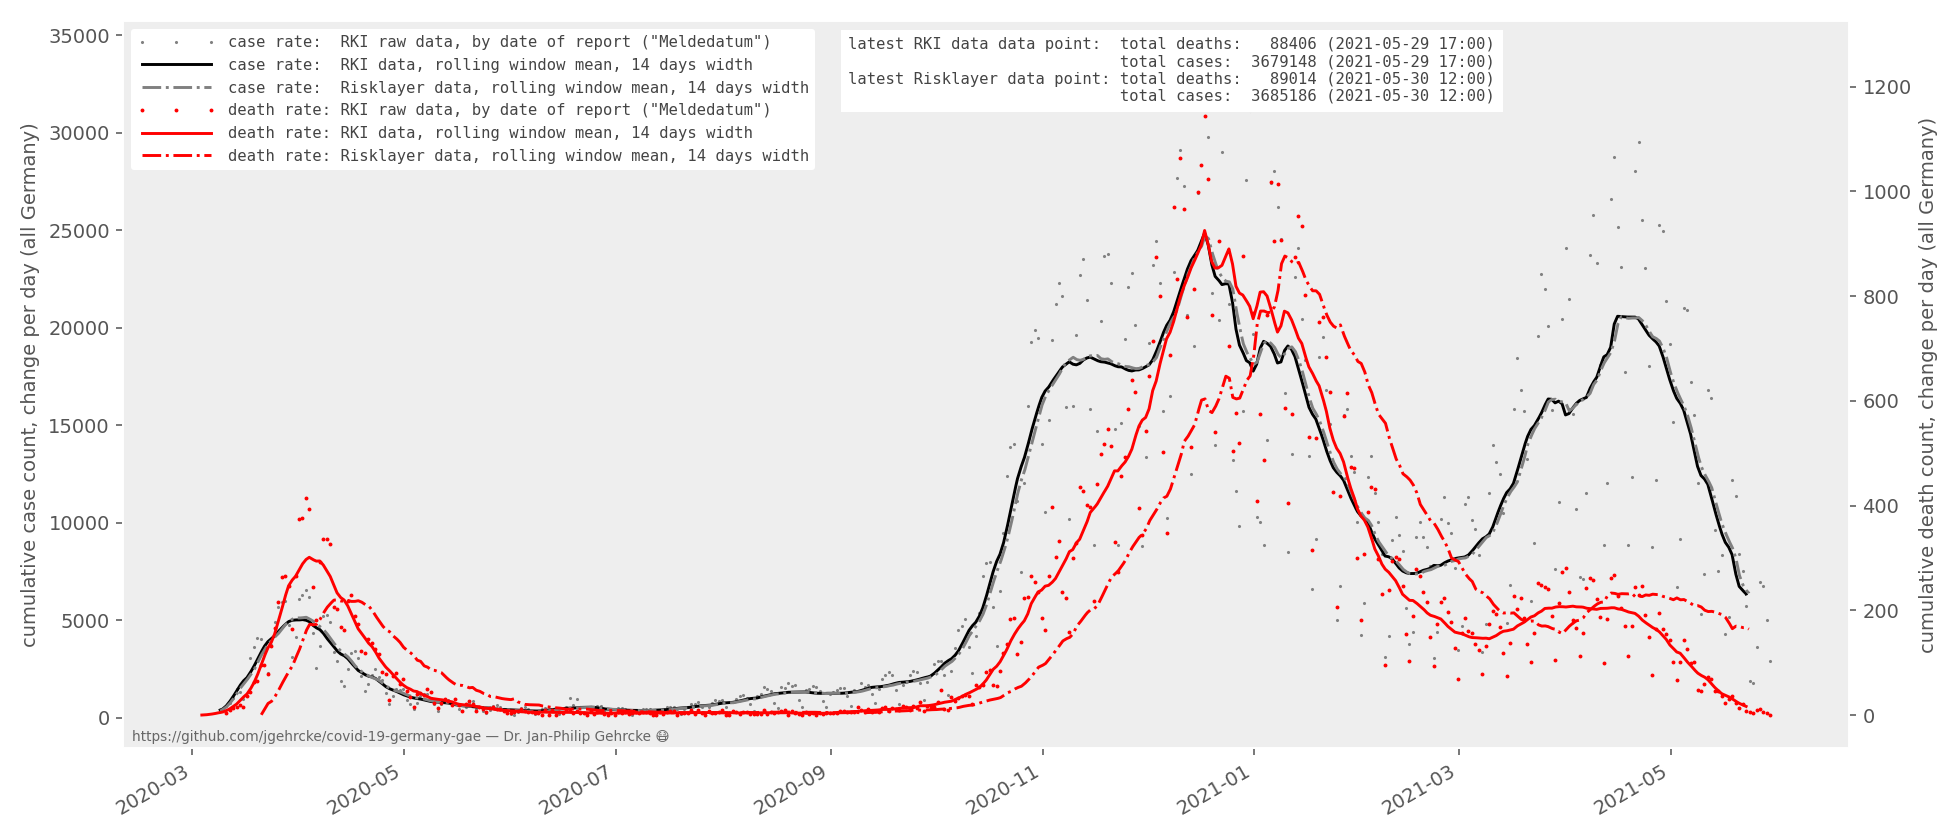 case rate:  RKI raw data, by date of report ("Meldedatum")
case rate:  RKI data, rolling window mean, 14 days width
case rate:  Risklayer data, rolling window mean, 14 days width
death rate: RKI raw data, by date of report ("Meldedatum")
death rate: RKI data, rolling window mean, 14 days width
death rate: Risklayer data, rolling window mean, 14 days width
latest RKI data data point:  total deaths:   88406 (2021-05-29 17:00)
total cases:  3679148 (2021-05-29 17:00)
latest Risklayer data point: total deaths:   89014 (2021-05-30 12:00)
total cases:  3685186 (2021-05-30 12:00)
cumulative case count, change per day (all Germany)
35000
30000
25000
20000
15000
10000
5000
0
1200
1000
800
600
400
200
0
cumulative death count, change per day (all Germany)
https://github.com/jgehrcke/covid-19-germany-gae — Dr. Jan-Philip Gehrcke 😷
2020-03
2020-05
2020-07
2020-09
2020-11
2021-01
2021-03
2021-05